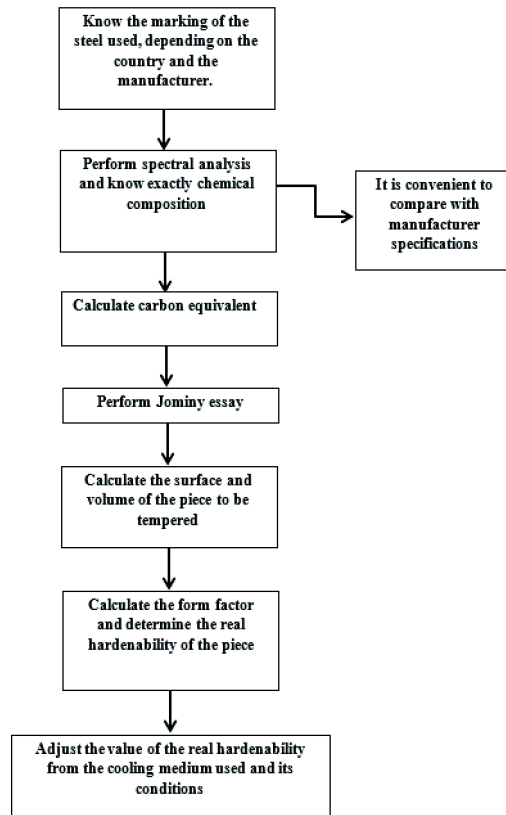 Know the marking of the
steel used, depending on the
country and the
manufacturer.
Perform spectral analysis
and know exactly chemical
composition
It is convenient to
compare with
manufacturer
specifications
Calculate carbon equivalent
Perform Jominy essay
Calculate the surface and
volume of the piece to be
tempered
Calculate the form factor
and determine the real
hardenability of the piece
Adjust the value of the real hardenability
from the cooling medium used and its
conditions